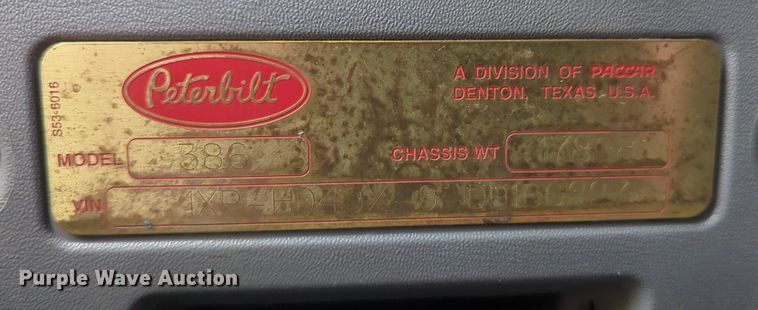 S53-6016
Peterbilt
A DIVISION OF PACCAR
DENTON, TEXAS U.S.A.
MODEL 386
CHASSIS WT
VIN
Purple Wave Auction